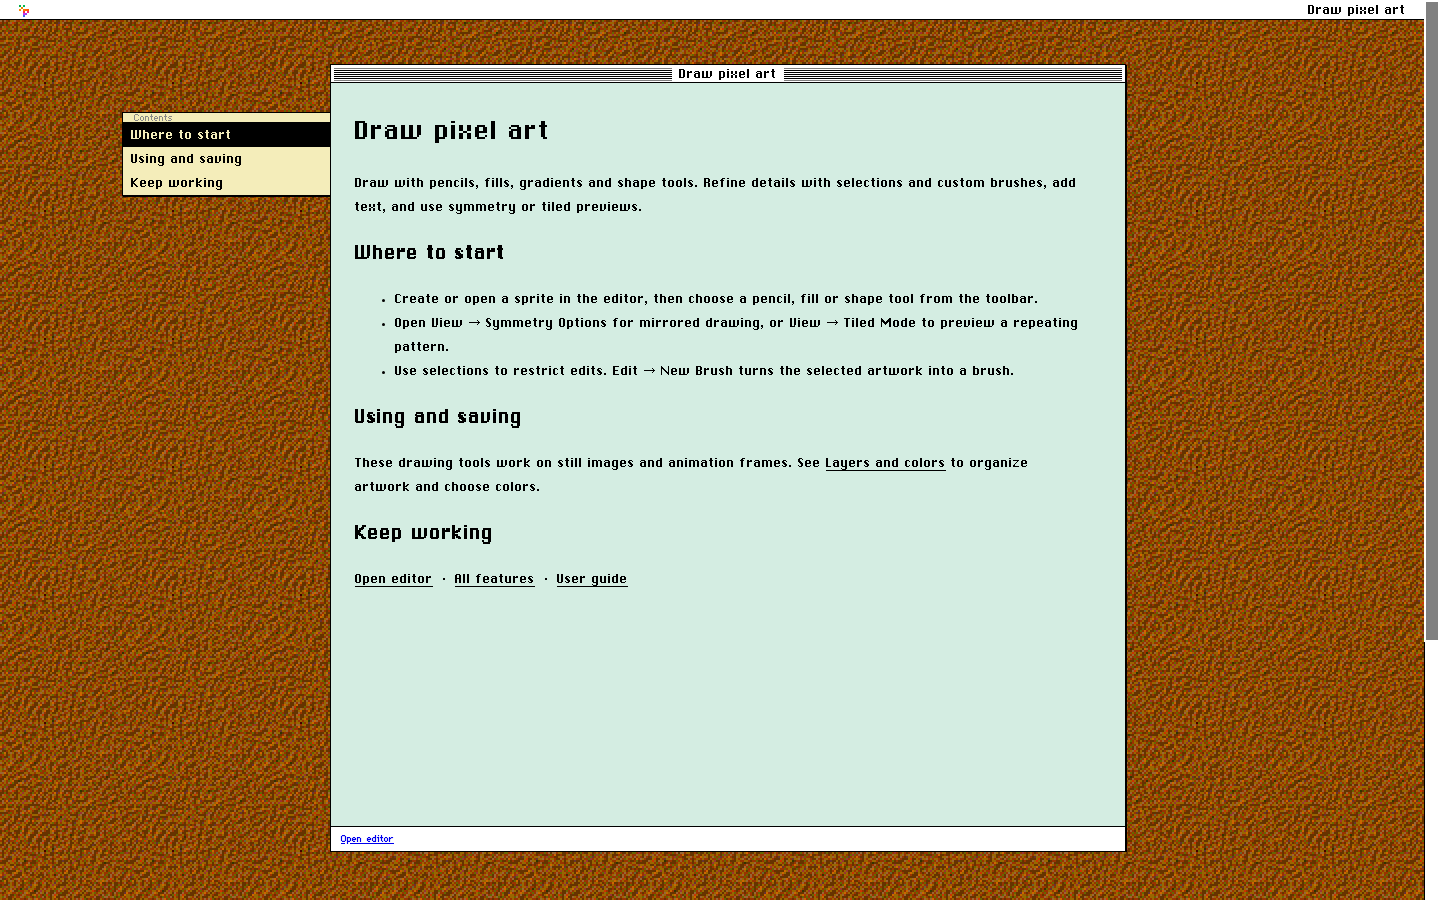 Draw pixel art
Draw pixel art
Contents
Where to start
Using and saving
Keep working
Draw pixel art
Draw with pencils, fills, gradients and shape tools. Refine details with selections and custom brushes, add
text, and use symmetry or tiled previews.
Where to start
• Create or open a sprite in the editor, then choose a pencil, fill or shape tool from the toolbar.
• Open View → Symmetry Options for mirrored drawing, or View → Tiled Mode to preview a repeating
pattern.
• Use selections to restrict edits. Edit → New Brush turns the selected artwork into a brush.
Using and saving
These drawing tools work on still images and animation frames. See Layers and colors to organize
artwork and choose colors.
Keep working
Open editor · All features · User guide
Open editor